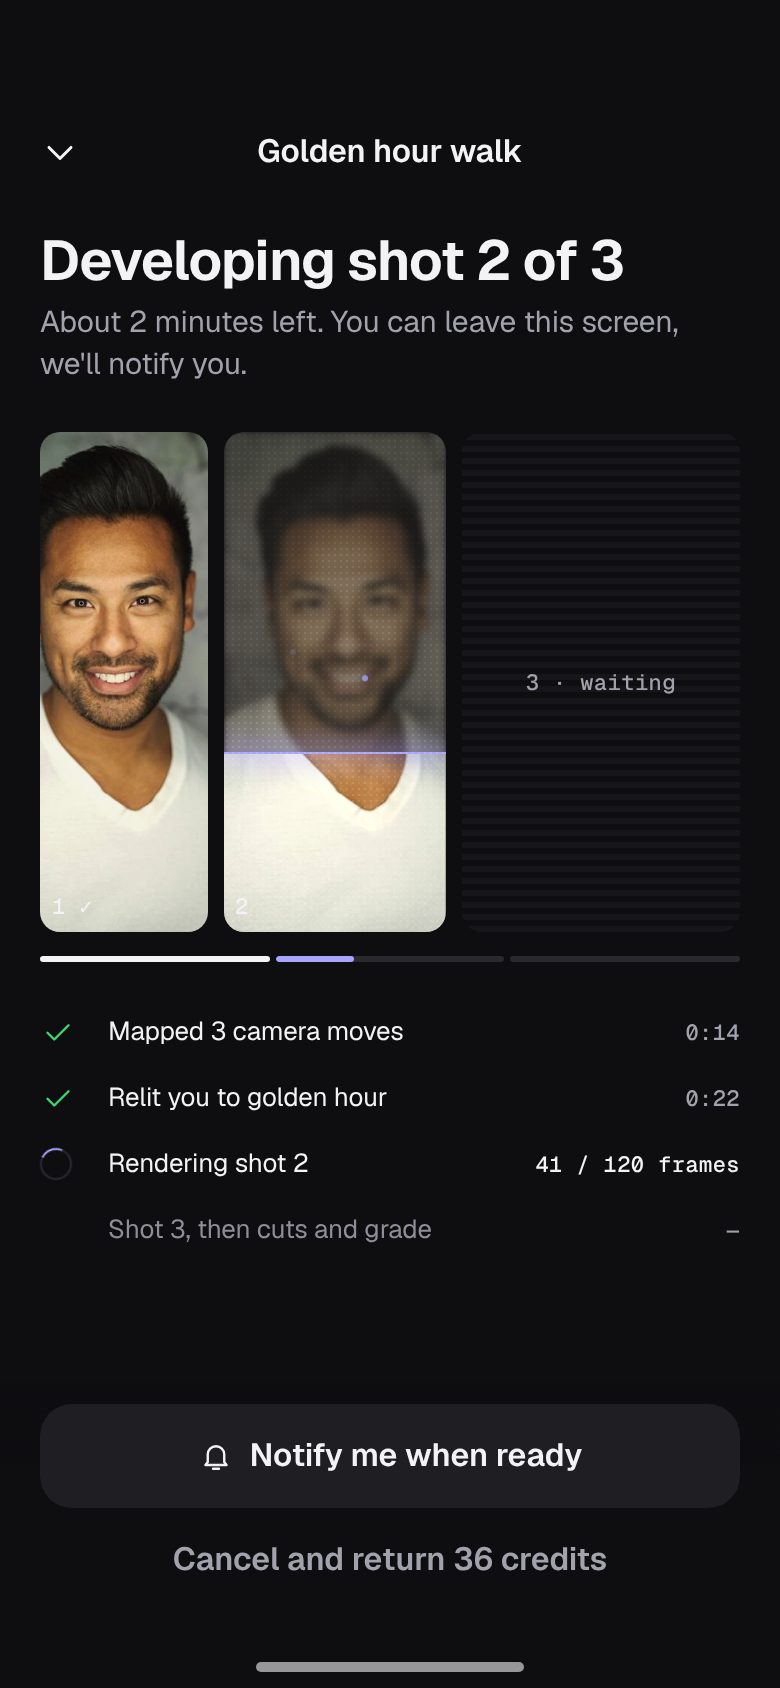 Golden hour walk
Developing shot 2 of 3
About 2 minutes left. You can leave this screen,
we'll notify you.
3 · waiting
1 ✓
2
Mapped 3 camera moves 0:14
Relit you to golden hour 0:22
Rendering shot 2 41 / 120 frames
Shot 3, then cuts and grade –
Notify me when ready
Cancel and return 36 credits